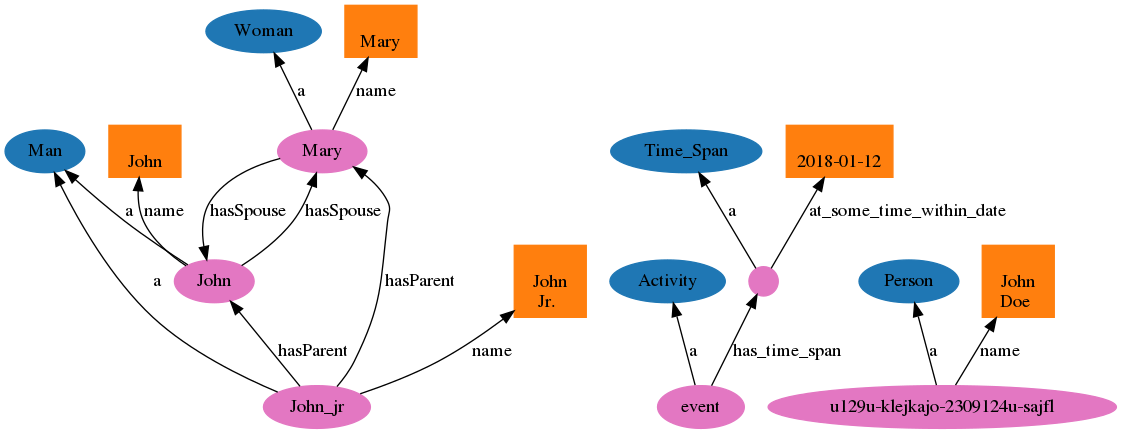 Woman
Mary
a
name
Man
John
Mary
Time_Span
2018-01-12
a
name
hasSpouse
hasSpouse
a
at_some_time_within_date
a
John
hasParent
John
Jr.
Activity
Person
John
Doe
hasParent
name
a
has_time_span
a
name
John_jr
event
u129u-klejkajo-2309124u-sajfl